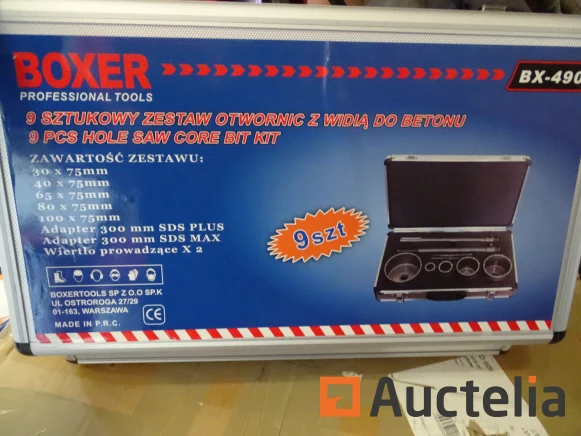 BOXER
PROFESSIONAL TOOLS
BX-490
9 SZTUKOWY ZESTAW OTWORNIC Z WIDIĄ DO BETONU
9 PCS HOLE SAW CORE BIT KIT
ZAWARTOŚĆ ZESTAWU:
30 x 75mm
40 x 75mm
65 x 75mm
80 x 75mm
100 x 75mm
Adapter 300 mm SDS PLUS
Adapter 300 mm SDS MAX
Wiertło prowadzące X 2
9szt
BOXERTOOLS SP Z O.O SP.K
UL OSTROROGA 27/29
01-163, WARSZAWA
MADE IN P.R.C.
CE
Auctelia